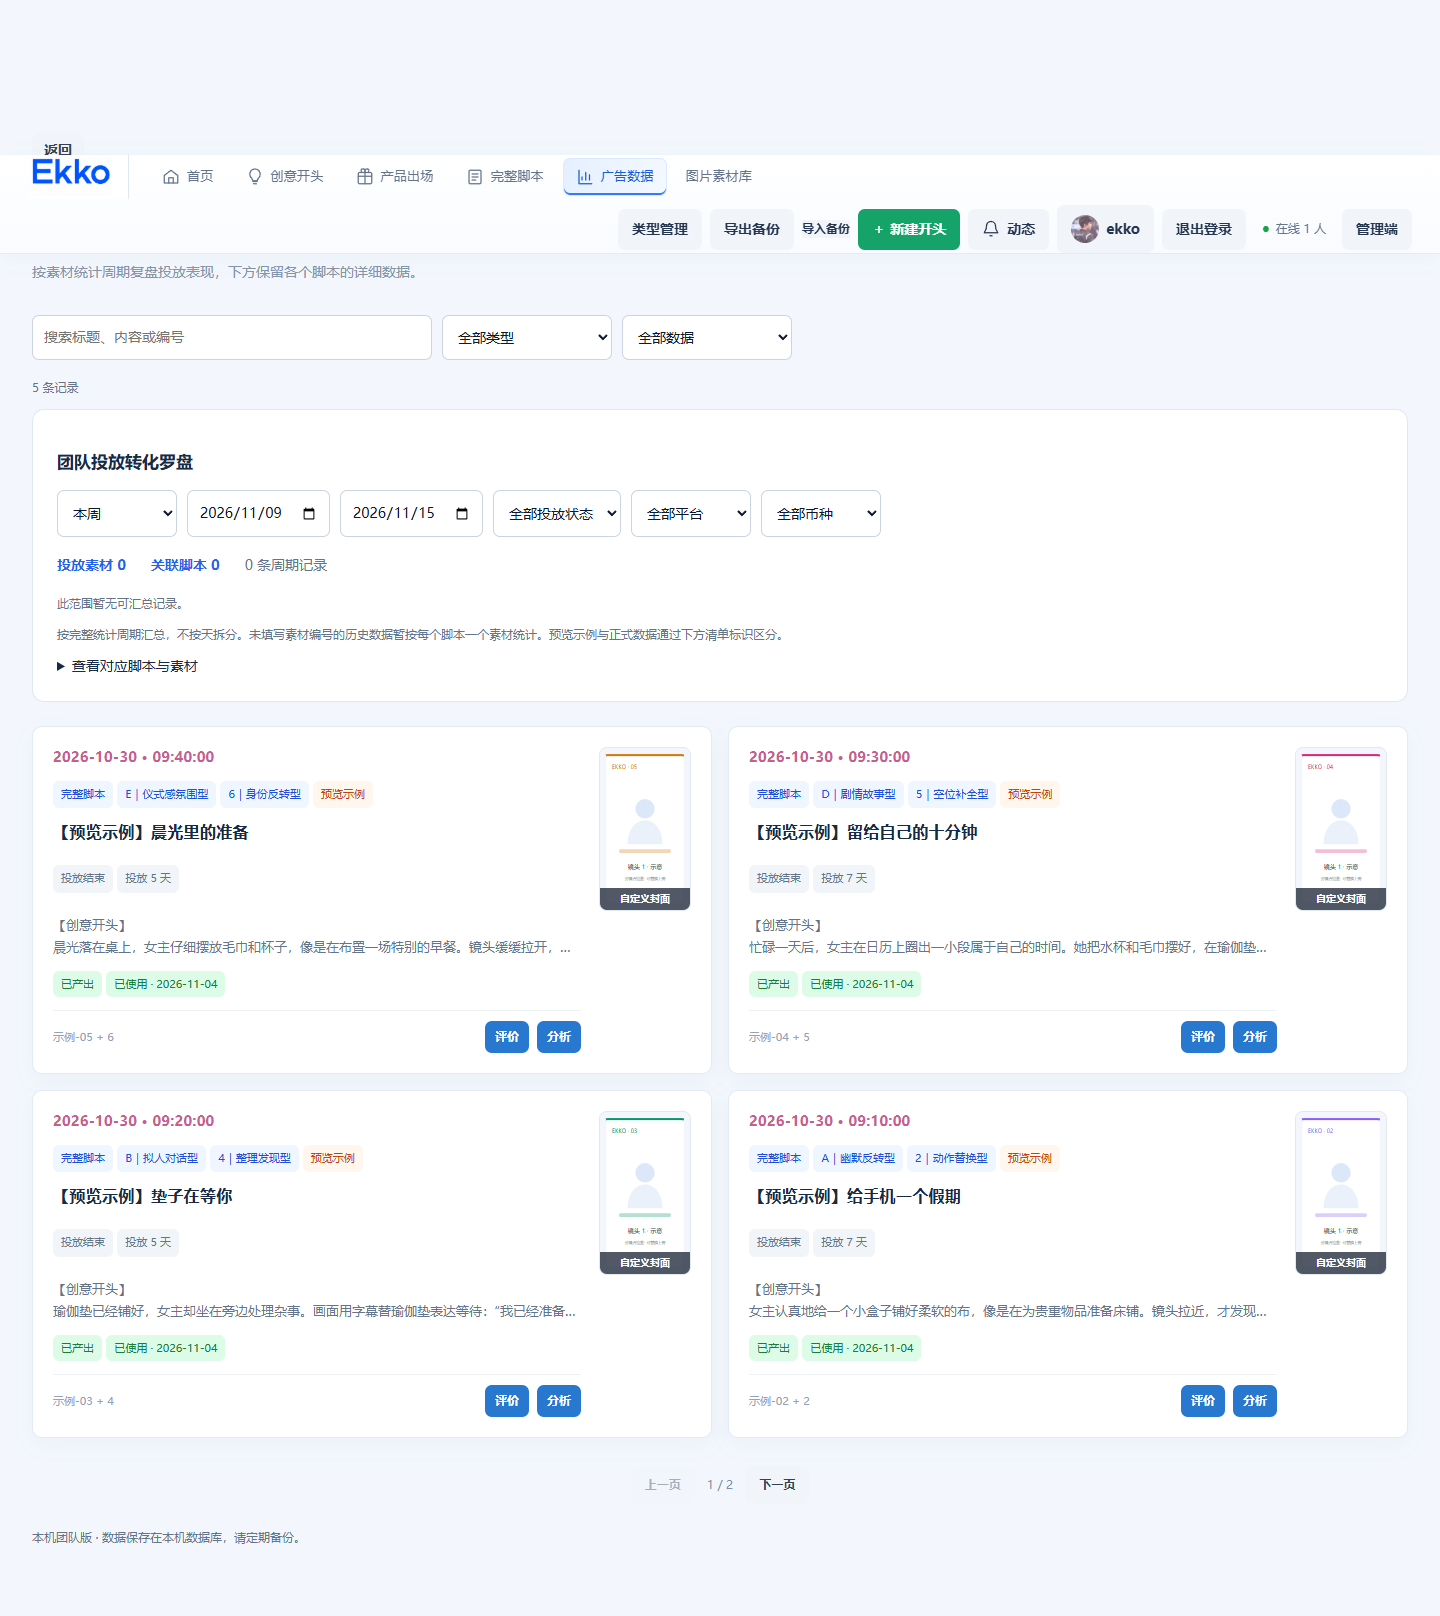 返回
Ekko
首页
创意开头
产品出场
完整脚本
广告数据
图片素材库
类型管理
导出备份
导入备份
+ 新建开头
动态
ekko
退出登录
在线 1 人
管理端
按素材统计周期复盘投放表现，下方保留各个脚本的详细数据。
搜索标题、内容或编号
全部类型
全部数据
5 条记录
团队投放转化罗盘
本周
2026/11/09
2026/11/15
全部投放状态
全部平台
全部币种
投放素材 0
关联脚本 0
0 条周期记录
此范围暂无可汇总记录。
按完整统计周期汇总，不按天拆分。未填写素材编号的历史数据暂按每个脚本一个素材统计。预览示例与正式数据通过下方清单标识区分。
查看对应脚本与素材
2026-10-30 • 09:40:00
完整脚本
E | 仪式感氛围型
6 | 身份反转型
预览示例
【预览示例】晨光里的准备
投放结束
投放 5 天
【创意开头】
晨光落在桌上，女主仔细摆放毛巾和杯子，像是在布置一场特别的早餐。镜头缓缓拉开，...
已产出
已使用 · 2026-11-04
示例-05 + 6
评价
分析
EKKO · 05
镜头 1 · 示意
自定义封面
2026-10-30 • 09:30:00
完整脚本
D | 剧情故事型
5 | 空位补全型
预览示例
【预览示例】留给自己的十分钟
投放结束
投放 7 天
【创意开头】
忙碌一天后，女主在日历上圈出一小段属于自己的时间。她把水杯和毛巾摆好，在瑜伽垫...
已产出
已使用 · 2026-11-04
示例-04 + 5
评价
分析
EKKO · 04
镜头 1 · 示意
自定义封面
2026-10-30 • 09:20:00
完整脚本
B | 拟人对话型
4 | 整理发现型
预览示例
【预览示例】垫子在等你
投放结束
投放 5 天
【创意开头】
瑜伽垫已经铺好，女主却坐在旁边处理杂事。画面用字幕替瑜伽垫表达等待：“我已经准备...
已产出
已使用 · 2026-11-04
示例-03 + 4
评价
分析
EKKO · 03
镜头 1 · 示意
自定义封面
2026-10-30 • 09:10:00
完整脚本
A | 幽默反转型
2 | 动作替换型
预览示例
【预览示例】给手机一个假期
投放结束
投放 7 天
【创意开头】
女主认真地给一个小盒子铺好柔软的布，像是在为贵重物品准备床铺。镜头拉近，才发现...
已产出
已使用 · 2026-11-04
示例-02 + 2
评价
分析
EKKO · 02
镜头 1 · 示意
自定义封面
上一页
1 / 2
下一页
本机团队版 · 数据保存在本机数据库，请定期备份。